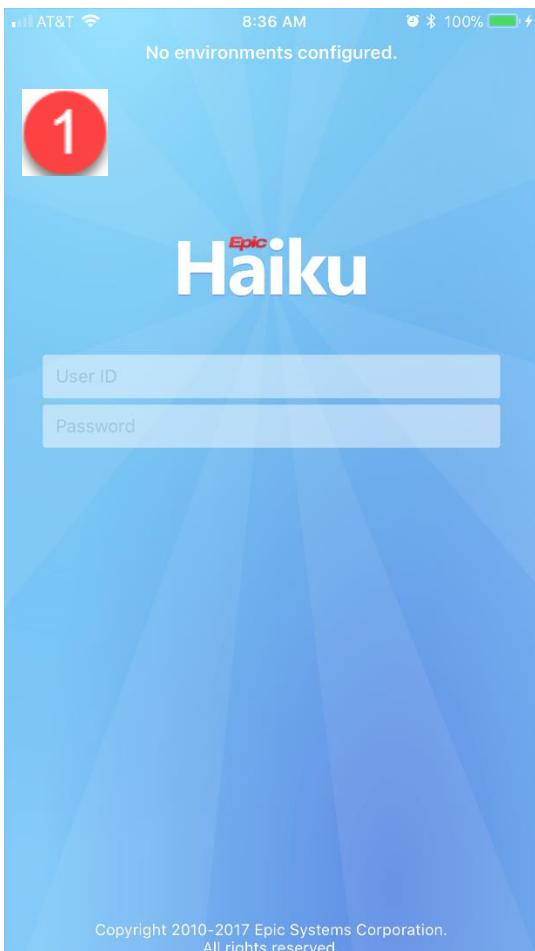 AT&T 8:36 AM 100%
No environments configured.
1
Epic
Haiku
User ID
Password
Copyright 2010-2017 Epic Systems Corporation.
All rights reserved